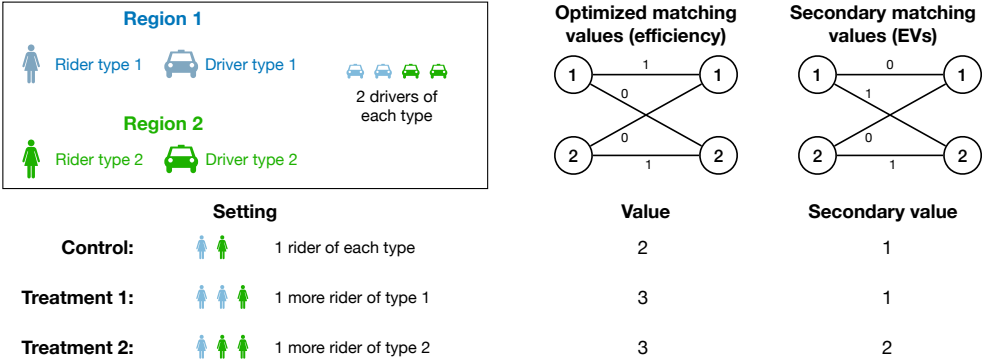 Region 1
Rider type 1
Driver type 1
2 drivers of
each type
Region 2
Rider type 2
Driver type 2
Optimized matching
values (efficiency)
1 1 1
0
0
2 1 2
Secondary matching
values (EVs)
1 0 1
1
0
2 1 2
Setting Value Secondary value
Control: 1 rider of each type 2 1
Treatment 1: 1 more rider of type 1 3 1
Treatment 2: 1 more rider of type 2 3 2